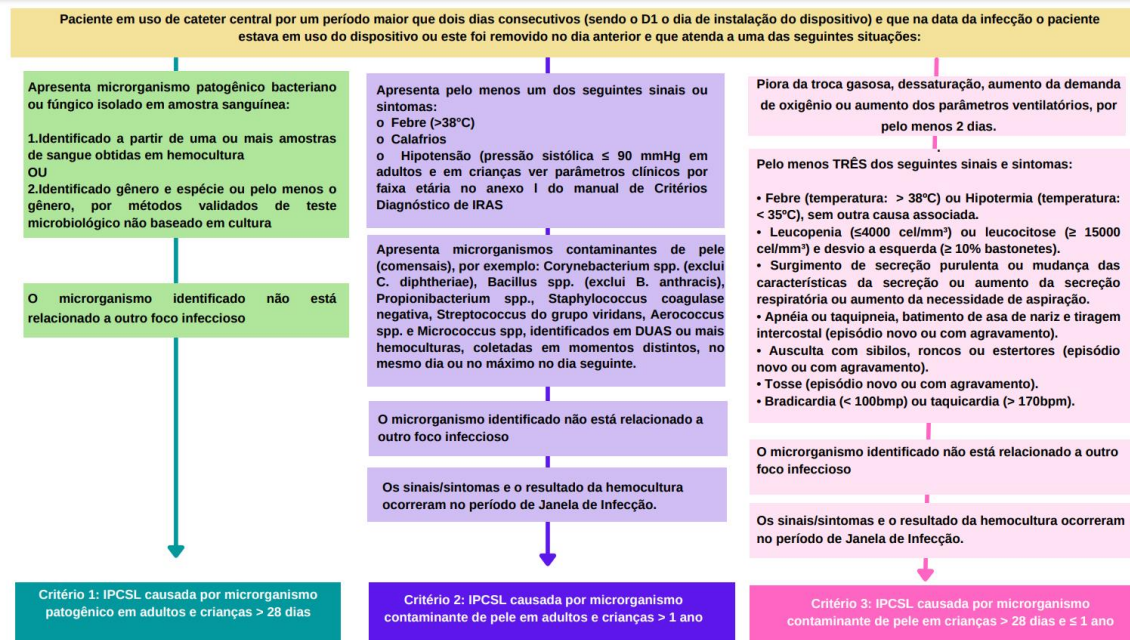 Paciente em uso de cateter central por um período maior que dois dias consecutivos (sendo o D1 o dia de instalação do dispositivo) e que na data da infecção o paciente
estava em uso do dispositivo ou este foi removido no dia anterior e que atenda a uma das seguintes situações:
Apresenta microrganismo patogênico bacteriano
ou fúngico isolado em amostra sanguínea:
1.Identificado a partir de uma ou mais amostras
de sangue obtidas em hemocultura
OU
2.Identificado gênero e espécie ou pelo menos o
gênero, por métodos validados de teste
microbiológico não baseado em cultura
O microrganismo identificado não está
relacionado a outro foco infeccioso
Critério 1: IPCSL causada por microrganismo
patogênico em adultos e crianças > 28 dias
Apresenta pelo menos um dos seguintes sinais ou
sintomas:
o Febre (>38ºC)
o Calafrios
o Hipotensão (pressão sistólica ≤ 90 mmHg em
adultos e em crianças ver parâmetros clínicos por
faixa etária no anexo I do manual de Critérios
Diagnóstico de IRAS
Apresenta microrganismos contaminantes de pele
(comensais), por exemplo: Corynebacterium spp. (exclui
C. diphtheriae), Bacillus spp. (exclui B. anthracis),
Propionibacterium spp., Staphylococcus coagulase
negativa, Streptococcus do grupo viridans, Aerococcus
spp. e Micrococcus spp, identificados em DUAS ou mais
hemoculturas, coletadas em momentos distintos, no
mesmo dia ou no máximo no dia seguinte.
O microrganismo identificado não está relacionado a
outro foco infeccioso
Os sinais/sintomas e o resultado da hemocultura
ocorreram no período de Janela de Infecção.
Critério 2: IPCSL causada por microrganismo
contaminante de pele em adultos e crianças > 1 ano
Piora da troca gasosa, dessaturação, aumento da demanda
de oxigênio ou aumento dos parâmetros ventilatórios, por
pelo menos 2 dias.
.
Pelo menos TRÊS dos seguintes sinais e sintomas:
• Febre (temperatura: > 38ºC) ou Hipotermia (temperatura:
< 35ºC), sem outra causa associada.
• Leucopenia (≤4000 cel/mm³) ou leucocitose (≥ 15000
cel/mm³) e desvio a esquerda (≥ 10% bastonetes).
• Surgimento de secreção purulenta ou mudança das
características da secreção ou aumento da secreção
respiratória ou aumento da necessidade de aspiração.
• Apnéia ou taquipneia, batimento de asa de nariz e tiragem
intercostal (episódio novo ou com agravamento).
• Ausculta com sibilos, roncos ou estertores (episódio
novo ou com agravamento).
• Tosse (episódio novo ou com agravamento).
• Bradicardia (< 100bmp) ou taquicardia (> 170bpm).
O microrganismo identificado não está relacionado a outro
foco infeccioso
Os sinais/sintomas e o resultado da hemocultura ocorreram
no período de Janela de Infecção.
Critério 3: IPCSL causada por microrganismo
contaminante de pele em crianças > 28 dias e ≤ 1 ano